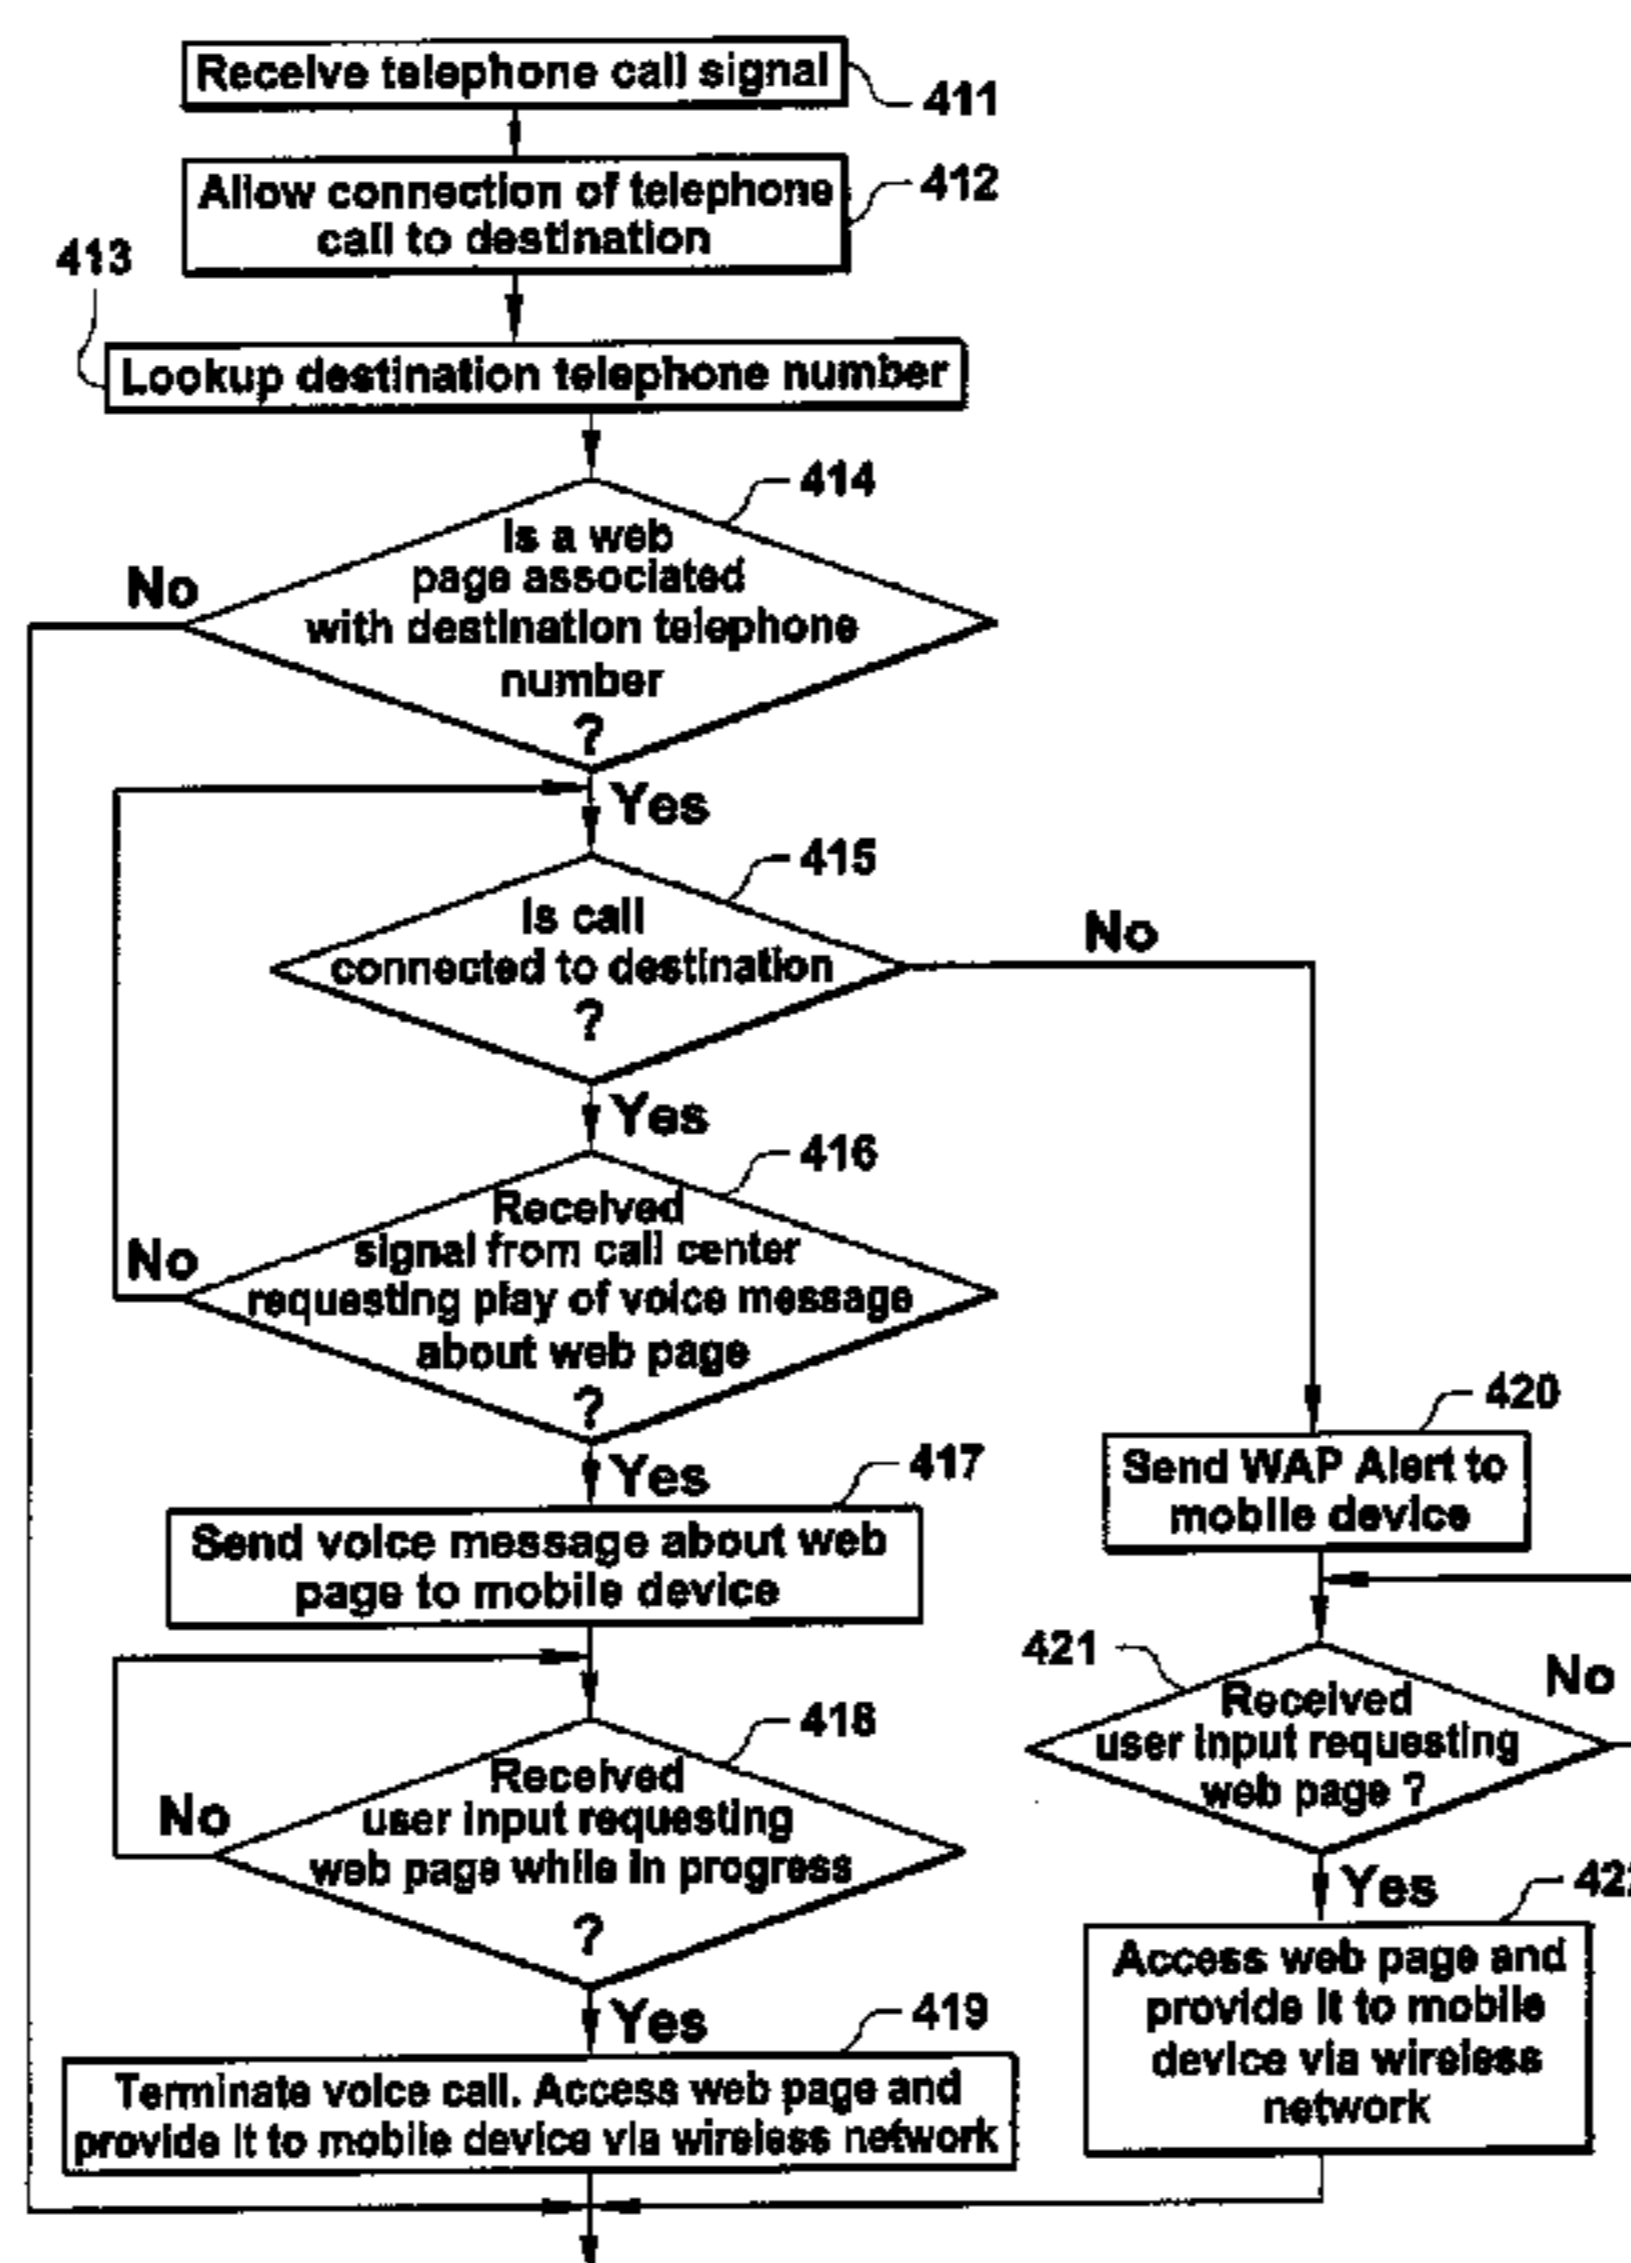 Receive telephone call signal
411
Allow connection of telephone
call to destination
412
413
Lookup destination telephone number
414
Is a web
page associated
with destination telephone
number
?
No
Yes
415
Is call
connected to destination
?
No
Yes
416
Received
signal from call center
requesting play of voice message
about web page
?
No
Yes
417
Send voice message about web
page to mobile device
418
Received
user input requesting
web page while in progress
?
No
Yes
419
Terminate voice call. Access web page and
provide it to mobile device via wireless network
420
Send WAP Alert to
mobile device
421
Received
user input requesting
web page ?
No
Yes
Access web page and
provide it to mobile
device via wireless
network